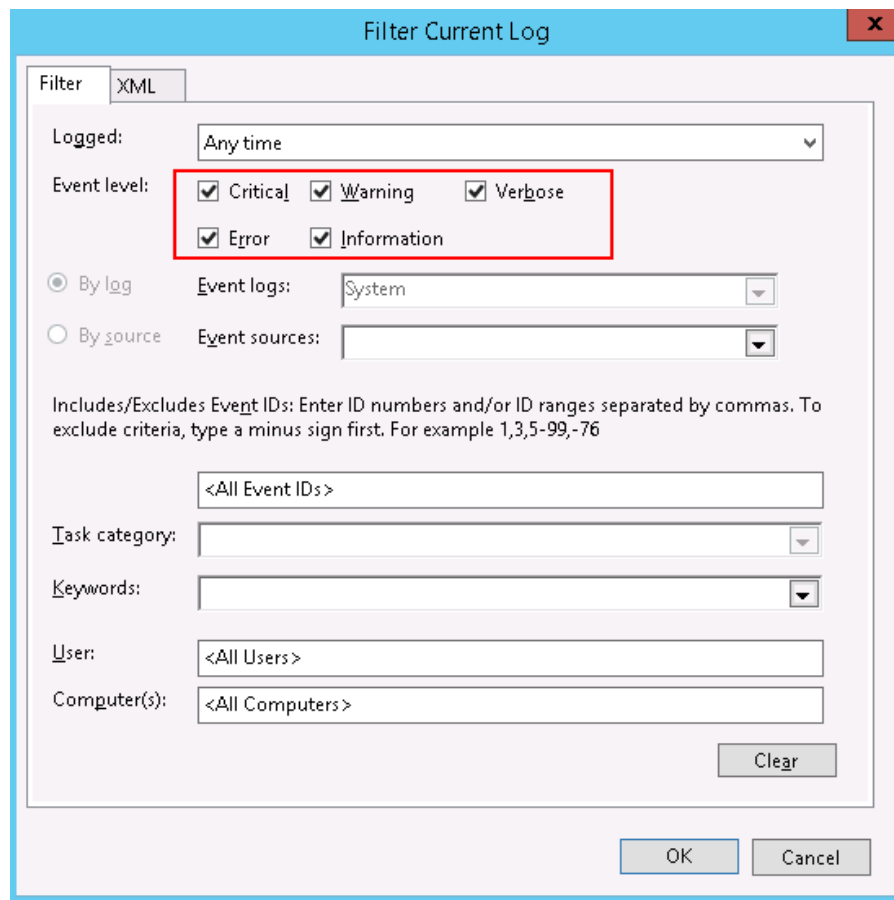 Filter Current Log
x
Filter XML
Logged: Any time
Event level: Critical Warning Verbose
Error Information
By log Event logs: System
By source Event sources:
Includes/Excludes Event IDs: Enter ID numbers and/or ID ranges separated by commas. To
exclude criteria, type a minus sign first. For example 1,3,5-99,-76
<All Event IDs>
Task category:
Keywords:
User: <All Users>
Computer(s): <All Computers>
Clear
OK Cancel